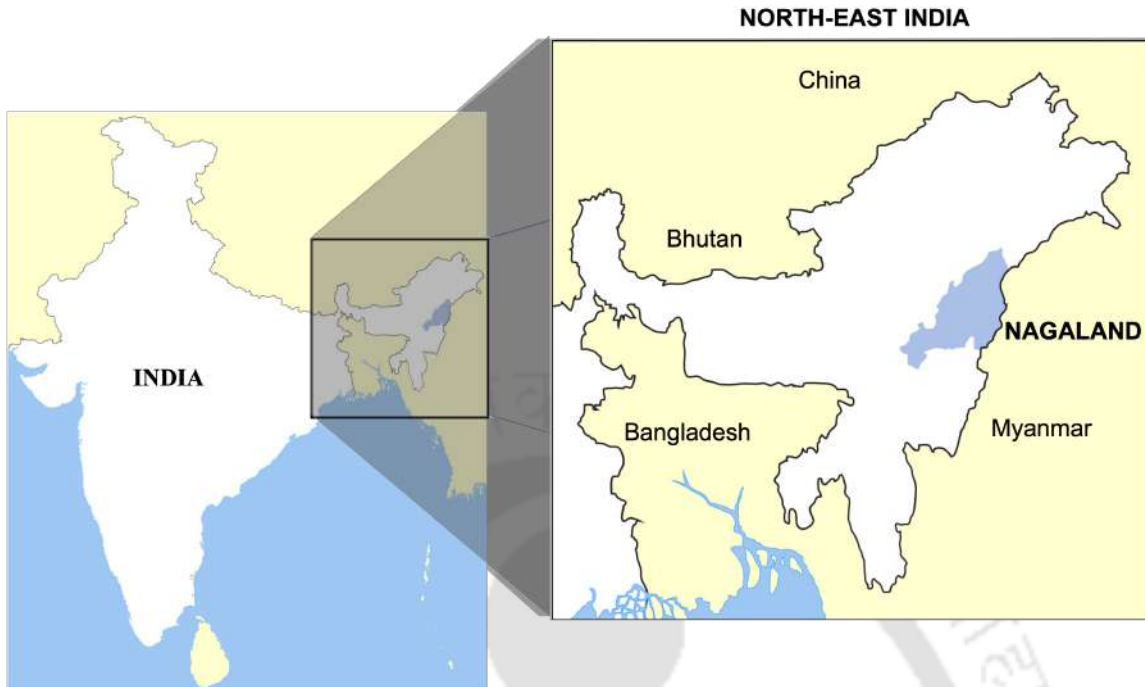 NORTH-EAST INDIA
China
Bhutan
NAGALAND
INDIA
Bangladesh
Myanmar